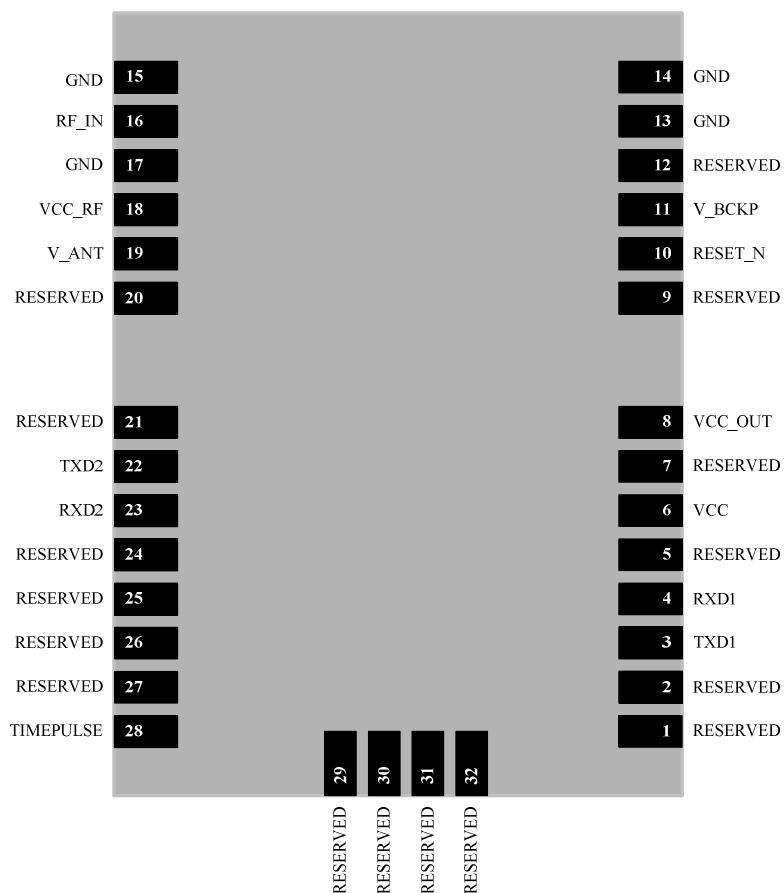 GND 15 14 GND
RF_IN 16 13 GND
GND 17 12 RESERVED
VCC_RF 18 11 V_BCKP
V_ANT 19 10 RESET_N
RESERVED 20 9 RESERVED
RESERVED 21 8 VCC_OUT
TXD2 22 7 RESERVED
RXD2 23 6 VCC
RESERVED 24 5 RESERVED
RESERVED 25 4 RXD1
RESERVED 26 3 TXD1
RESERVED 27 2 RESERVED
TIMEPULSE 28 1 RESERVED
29 30 31 32
RESERVED RESERVED RESERVED RESERVED